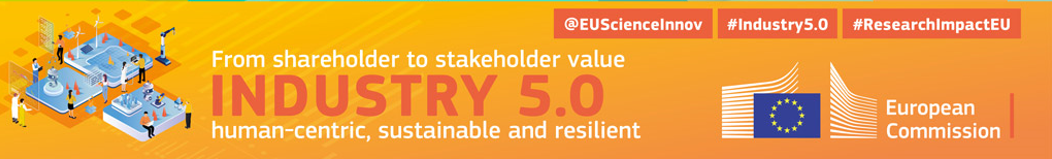 @EUScienceInnov #Industry5.0 #ResearchImpactEU
From shareholder to stakeholder value
INDUSTRY 5.0
human-centric, sustainable and resilient
European
Commission